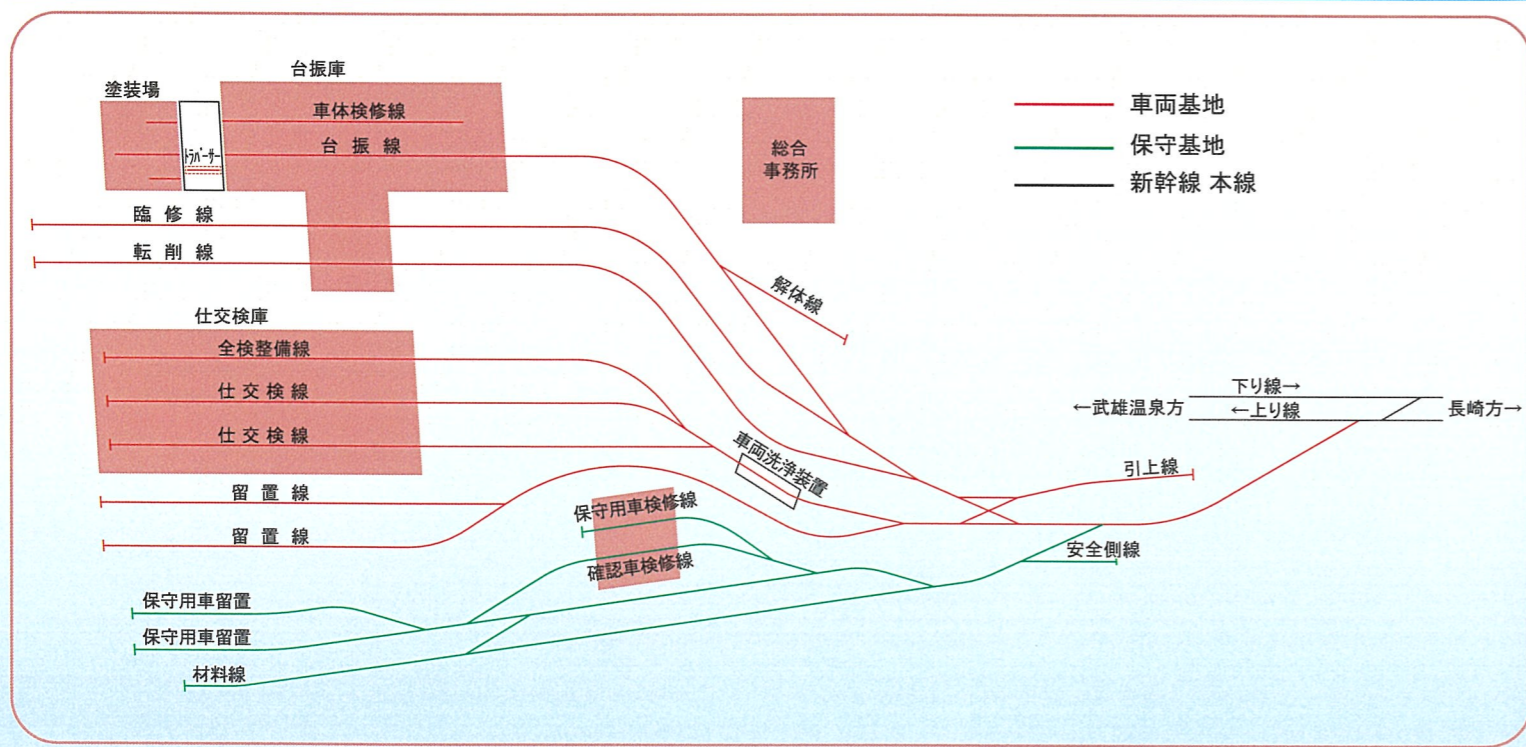 台振庫
塗装場
車体検修線
トラバーサー
台振線
総合
事務所
車両基地
保守基地
新幹線 本線
臨修線
転削線
解体線
仕交検庫
全検整備線
仕交検線
仕交検線
下り線→
←武雄温泉方
←上り線
長崎方→
車両洗浄装置
引上線
留置線
留置線
保守用車検修線
確認車検修線
安全側線
保守用車留置
保守用車留置
材料線